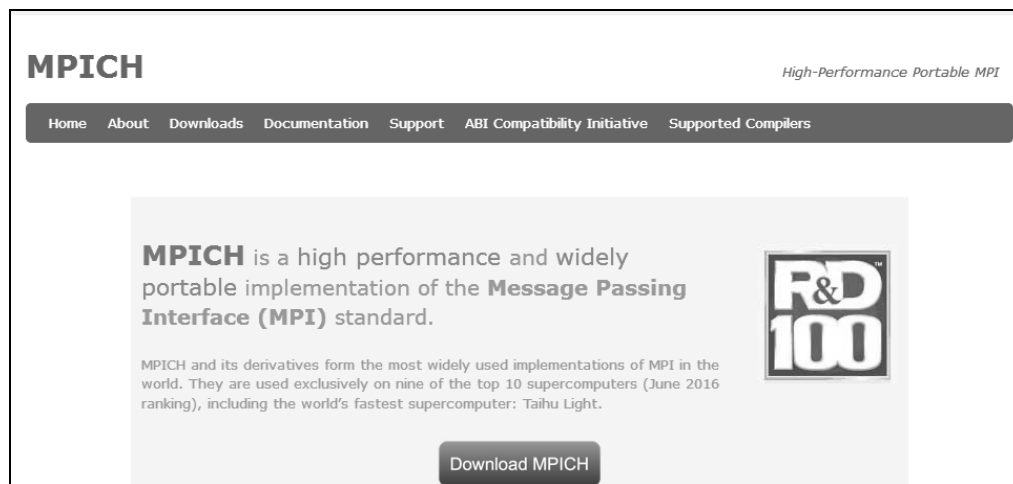 MPICH
High-Performance Portable MPI
Home About Downloads Documentation Support ABI Compatibility Initiative Supported Compilers
MPICH is a high performance and widely
portable implementation of the Message Passing
Interface (MPI) standard.
R&D™
100
MPICH and its derivatives form the most widely used implementations of MPI in the
world. They are used exclusively on nine of the top 10 supercomputers (June 2016
ranking), including the world's fastest supercomputer: Taihu Light.
Download MPICH